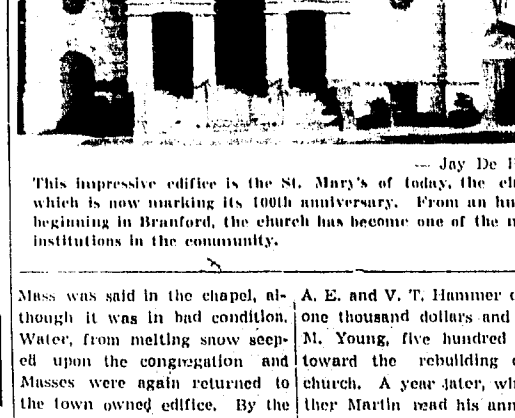 — Jay De
This impressive edifice is the St. Mary's of today, the
which is now marking its 100th anniversary. From an
beginning in Branford, the church has become one of the
institutions in the community.
Mass was said in the chapel, al-
though it was in bad condition.
Water, from melting snow seep-
ed upon the congregation and
Masses were again returned to
the town owned edifice. By the
A. E. and V. T. Hammer
one thousand dollars and
M. Young, five hundred
toward the rebuilding
church. A year later,
ther Martin read his